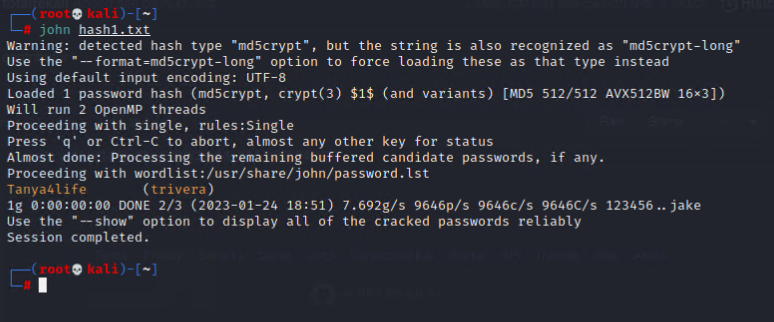 (root💀kali)-[~]
# john hash1.txt
Warning: detected hash type "md5crypt", but the string is also recognized as "md5crypt-long"
Use the "--format=md5crypt-long" option to force loading these as that type instead
Using default input encoding: UTF-8
Loaded 1 password hash (md5crypt, crypt(3) $1$ (and variants) [MD5 512/512 AVX512BW 16×3])
Will run 2 OpenMP threads
Proceeding with single, rules:Single
Press 'q' or Ctrl-C to abort, almost any other key for status
Almost done: Processing the remaining buffered candidate passwords, if any.
Proceeding with wordlist:/usr/share/john/password.lst
Tanya4life (trivera)
1g 0:00:00:00 DONE 2/3 (2023-01-24 18:51) 7.692g/s 9646p/s 9646c/s 9646C/s 123456..jake
Use the "--show" option to display all of the cracked passwords reliably
Session completed.
(root💀kali)-[~]
#